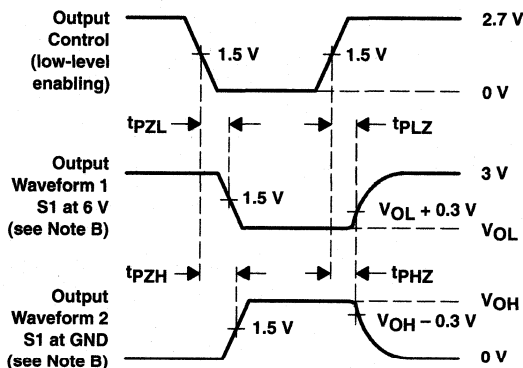 Output
Control
(low-level
enabling)
1.5 V
1.5 V
2.7 V
0 V
tPZL
tPLZ
Output
Waveform 1
S1 at 6 V
(see Note B)
1.5 V
3 V
VOL + 0.3 V
VOL
tPZH
tPHZ
Output
Waveform 2
S1 at GND
(see Note B)
1.5 V
VOH
VOH – 0.3 V
0 V